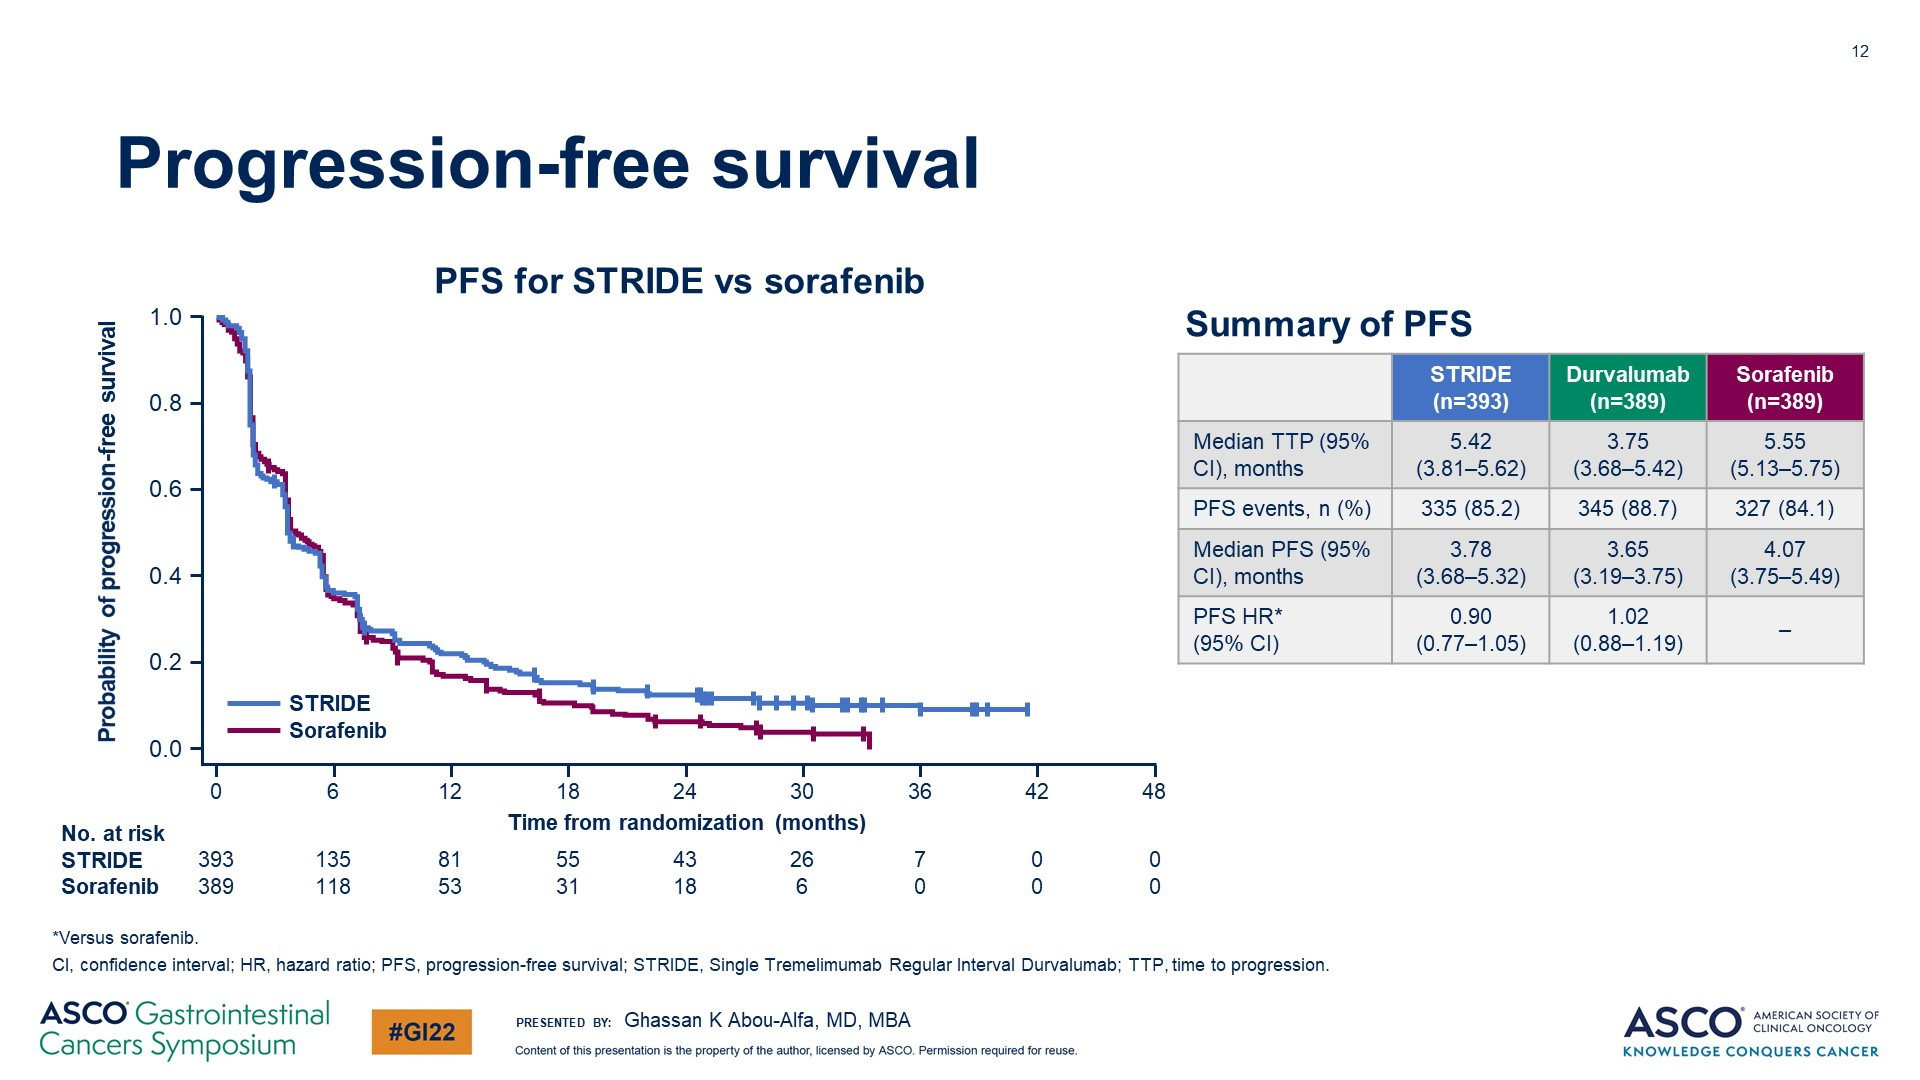 12
Progression-free survival
PFS for STRIDE vs sorafenib
Probability of progression-free survival
1.0
0.8
0.6
0.4
0.2
0.0
STRIDE
Sorafenib
0 6 12 18 24 30 36 42 48
Time from randomization (months)
No. at risk
STRIDE 393 135 81 55 43 26 7 0 0
Sorafenib 389 118 53 31 18 6 0 0 0
Summary of PFS
STRIDE Durvalumab Sorafenib
(n=393) (n=389) (n=389)
Median TTP (95% 5.42 3.75 5.55
CI), months (3.81–5.62) (3.68–5.42) (5.13–5.75)
PFS events, n (%) 335 (85.2) 345 (88.7) 327 (84.1)
Median PFS (95% 3.78 3.65 4.07
CI), months (3.68–5.32) (3.19–3.75) (3.75–5.49)
PFS HR* 0.90 1.02 –
(95% CI) (0.77–1.05) (0.88–1.19)
*Versus sorafenib.
CI, confidence interval; HR, hazard ratio; PFS, progression-free survival; STRIDE, Single Tremelimumab Regular Interval Durvalumab; TTP, time to progression.
ASCO Gastrointestinal
Cancers Symposium
#GI22
PRESENTED BY: Ghassan K Abou-Alfa, MD, MBA
Content of this presentation is the property of the author, licensed by ASCO. Permission required for reuse.
ASCO AMERICAN SOCIETY OF
CLINICAL ONCOLOGY
KNOWLEDGE CONQUERS CANCER